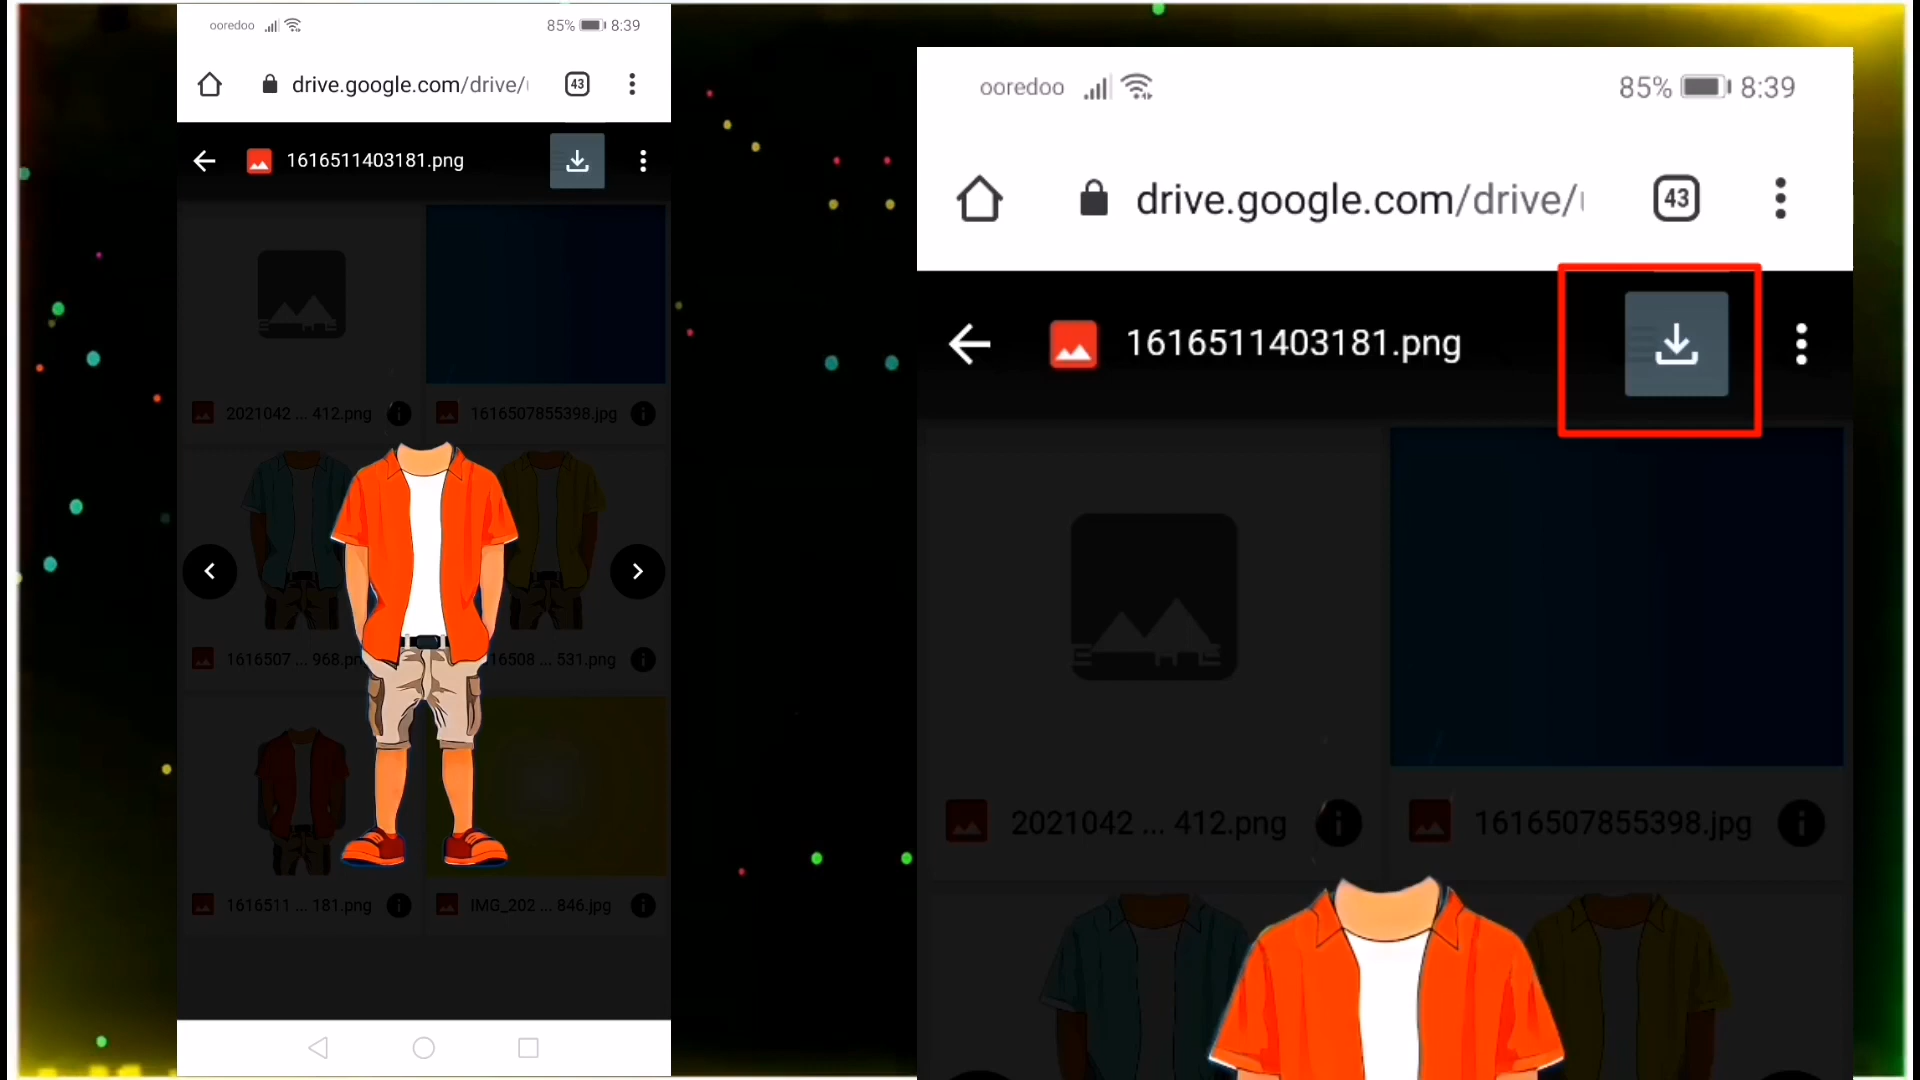 ooredoo 85% 8:39
drive.google.com/drive/ 43
1616511403181.png
2021042 ... 412.png 1616507855398.jpg
1616507 ... 968.pn 16508 ... 531.png
1616511 ... 181.png IMG_202 ... 846.jpg
ooredoo 85% 8:39
drive.google.com/drive/ 43
1616511403181.png
2021042 ... 412.png 1616507855398.jpg